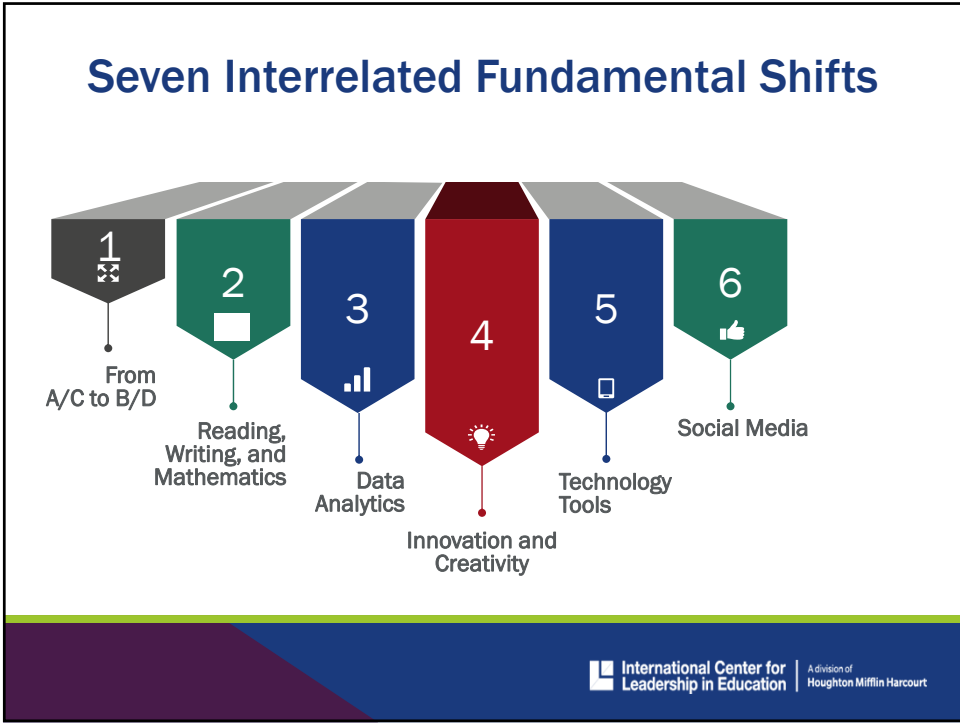 Seven Interrelated Fundamental Shifts
1
From
A/C to B/D
2
Reading,
Writing, and
Mathematics
3
Data
Analytics
4
Innovation and
Creativity
5
Technology
Tools
6
Social Media
International Center for
Leadership in Education
A division of
Houghton Mifflin Harcourt